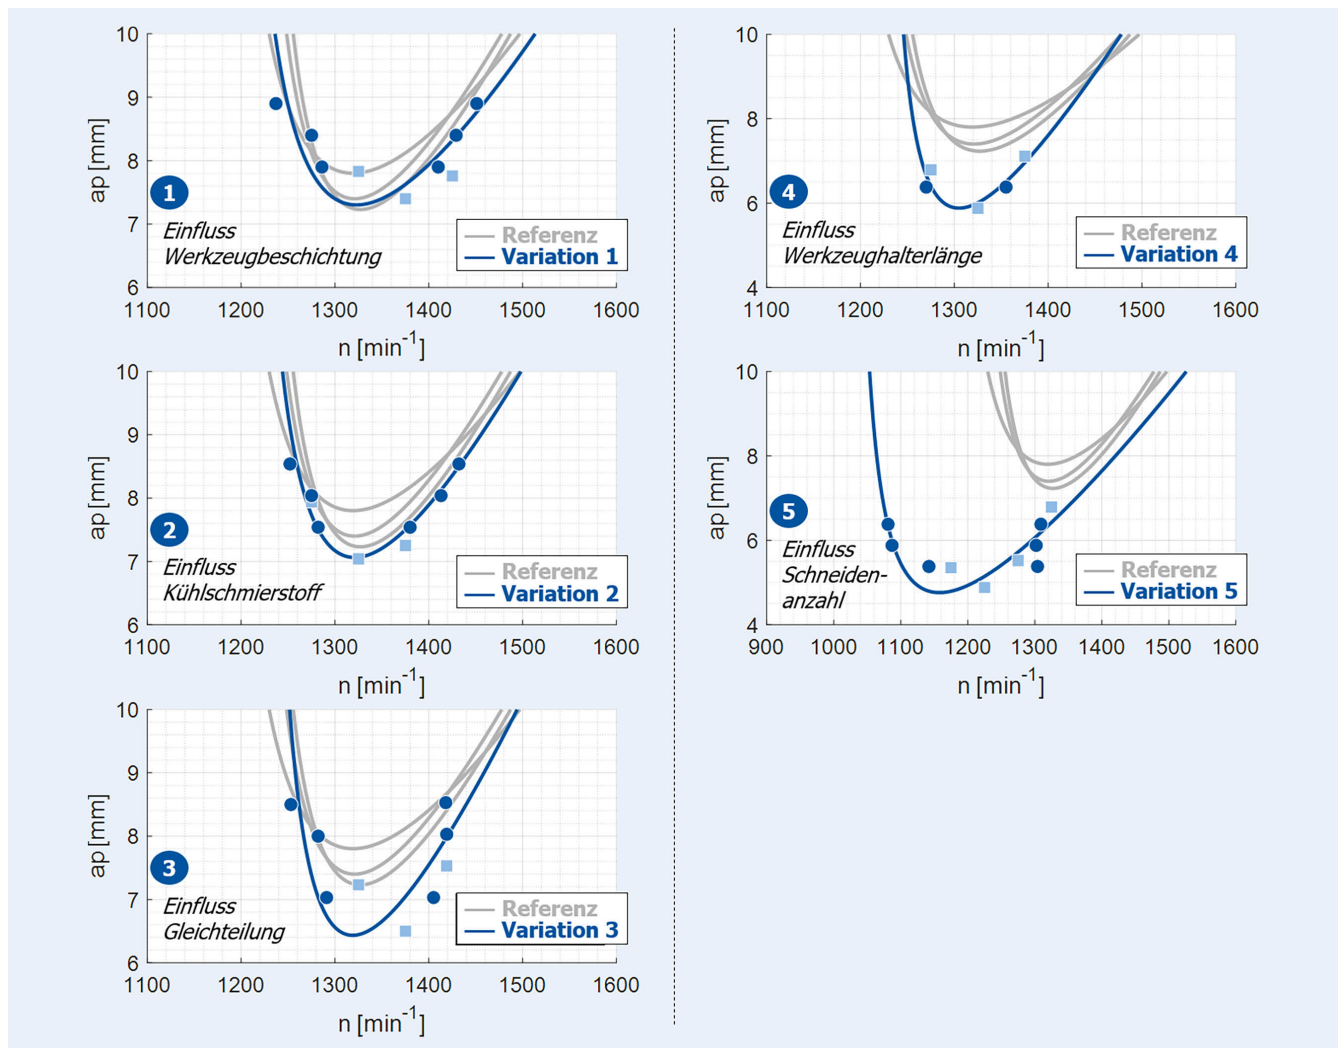 10
9
8
7
6
ap [mm]
1
Einfluss
Werkzeugbeschichtung
Referenz
Variation 1
1100 1200 1300 1400 1500 1600
n [min-1]
10
9
8
7
6
ap [mm]
2
Einfluss
Kühlschmierstoff
Referenz
Variation 2
1100 1200 1300 1400 1500 1600
n [min-1]
10
9
8
7
6
ap [mm]
3
Einfluss
Gleichteilung
Referenz
Variation 3
1100 1200 1300 1400 1500 1600
n [min-1]
10
8
6
4
ap [mm]
4
Einfluss
Werkzeughalterlänge
Referenz
Variation 4
1100 1200 1300 1400 1500 1600
n [min-1]
10
8
6
4
ap [mm]
5
Einfluss
Schneiden-
anzahl
Referenz
Variation 5
900 1000 1100 1200 1300 1400 1500 1600
n [min-1]